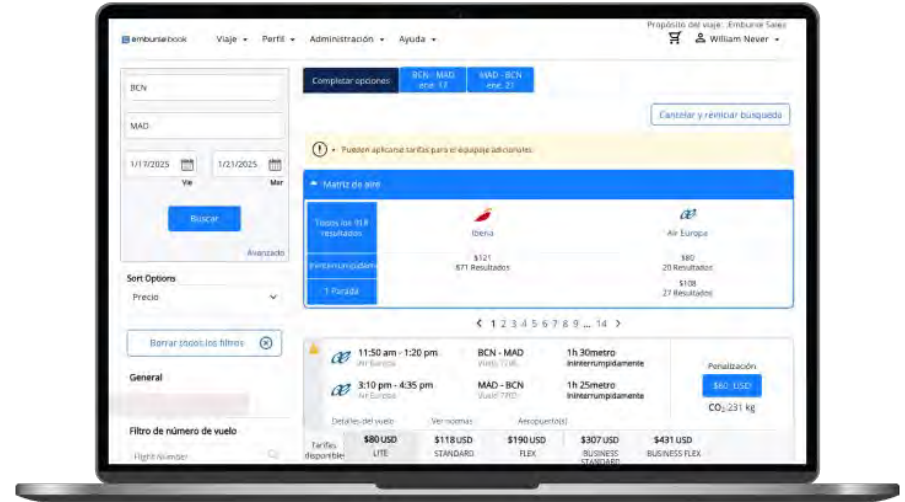 Propósito del viaje: :Emburse Sales
emburse book Viaje Perfil Administración Ayuda William Never
BCN
MAD
1/17/2025 1/21/2025
Vie Mar
Buscar
Avanzado
Sort Options
Precio
Borrar todos los filtros
General
Filtro de número de vuelo
Flight Number
Completar opciones BCN - MAD MAD - BCN
ene. 17 ene. 21
Cancelar y reiniciar búsqueda
Pueden aplicarse tarifas para el equipaje adicionales.
Matriz de aire
Todos los 918 resultados
Iberia Air Europa
Ininterrumpidame $121 $80
871 Resultados 20 Resultados
1 Parada $108
27 Resultados
1 2 3 4 5 6 7 8 9 ... 14
11:50 am - 1:20 pm BCN - MAD 1h 30metro
Air Europa Vuelo Ininterrumpidamente
3:10 pm - 4:35 pm MAD - BCN 1h 25metro
Air Europa Vuelo Ininterrumpidamente
Penalización
USD
CO₂:231 kg
Detalles del vuelo Ver normas Aeropuerto(s)
Tarifas disponible:
$80 USD $118 USD $190 USD $307 USD $431 USD
LITE STANDARD FLEX BUSINESS STANDARD BUSINESS FLEX